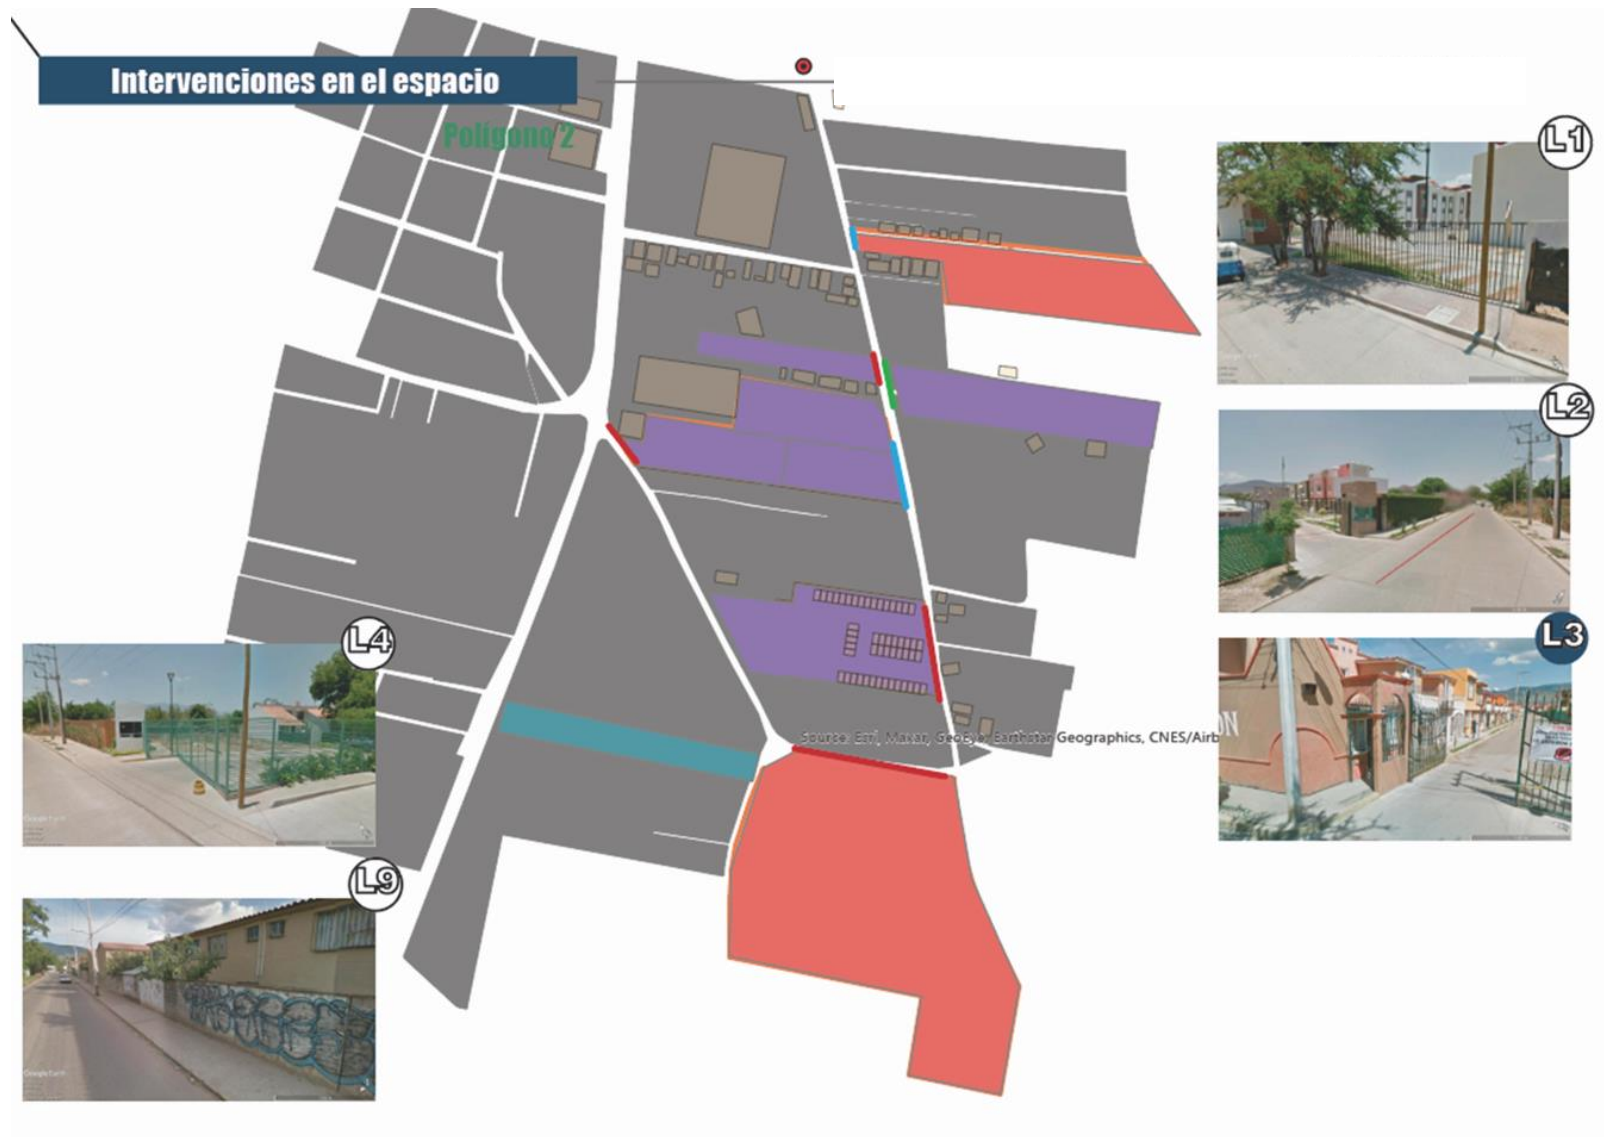 Intervenciones en el espacio
Polígono 2
L1
L2
L3
L4
L9
Source: Esri, Maxar, GeoEye, Earthstar Geographics, CNES/Airb
ON